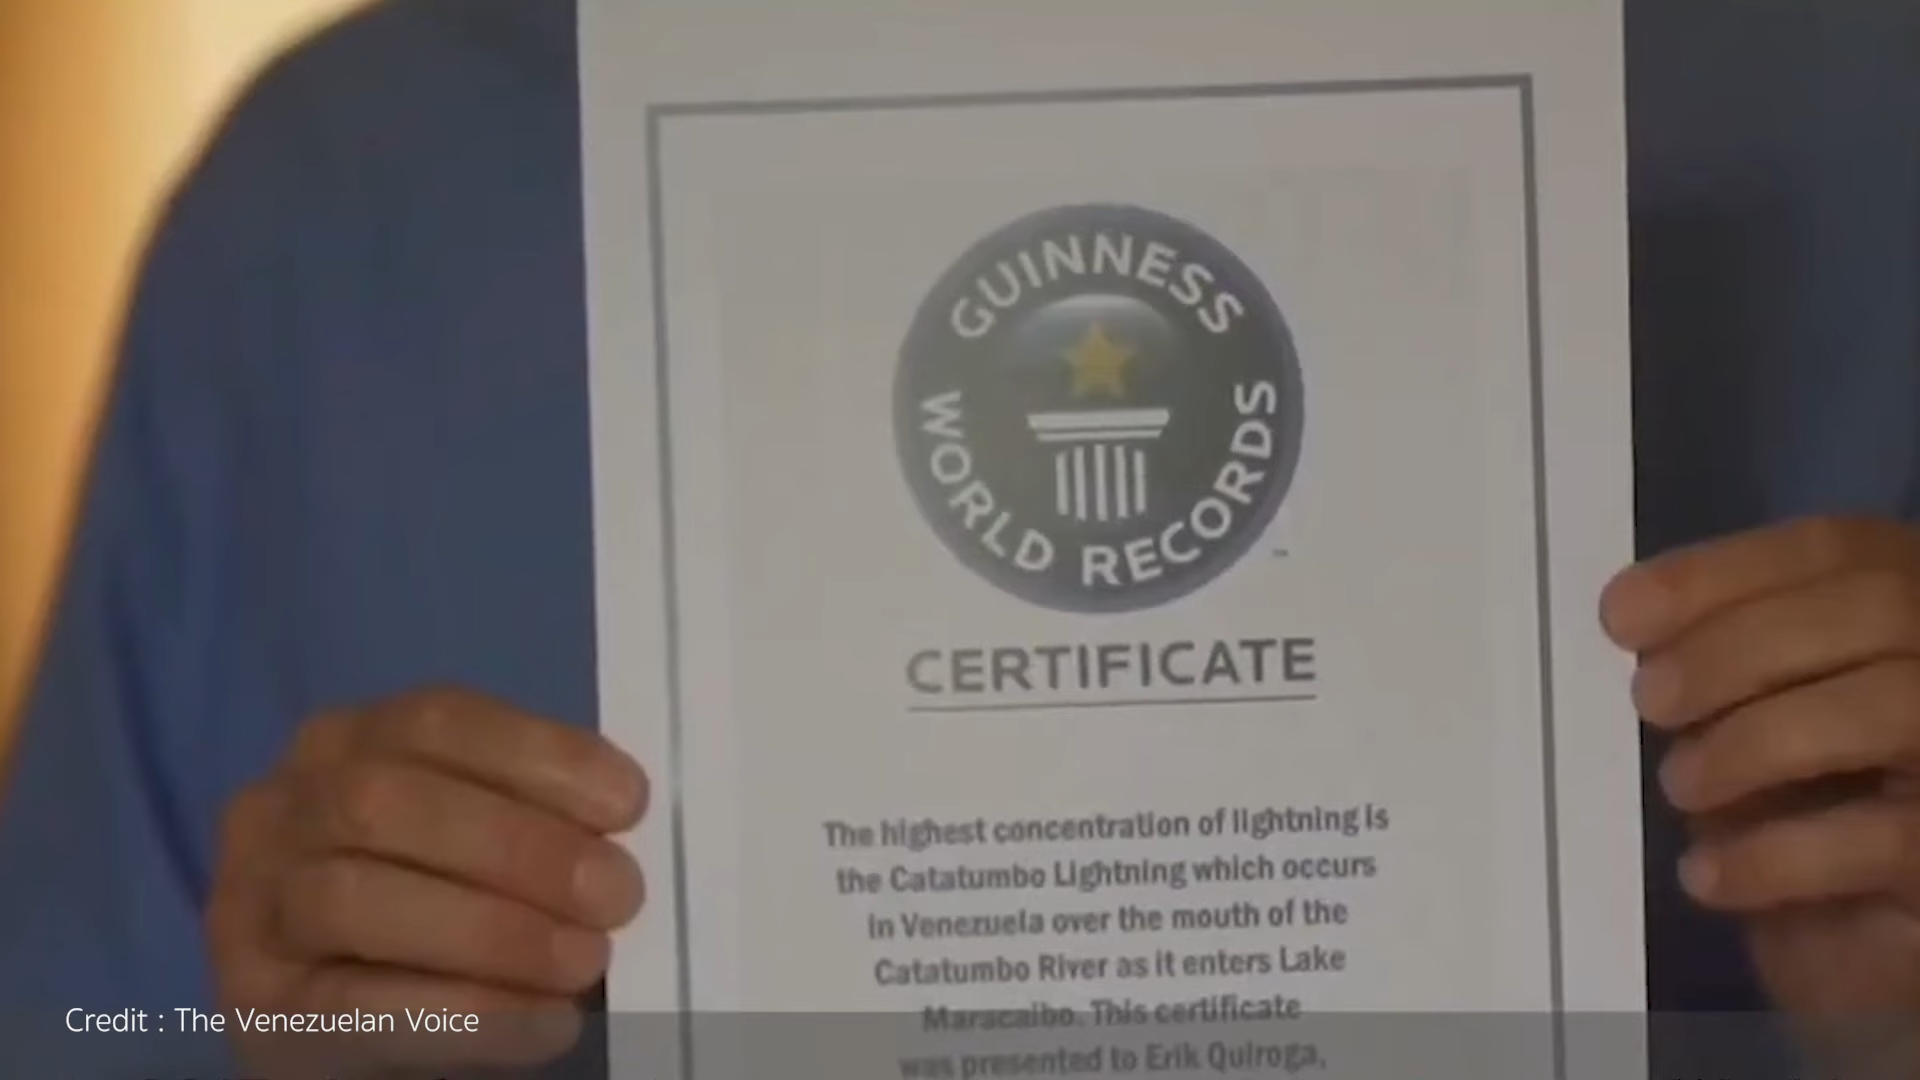 GUINNESS
WORLD RECORDS
™
CERTIFICATE
The highest concentration of lightning is
the Catatumbo Lightning which occurs
in Venezuela over the mouth of the
Catatumbo River as it enters Lake
Maracaibo. This certificate
was presented to Erik Quiroga,
Credit : The Venezuelan Voice